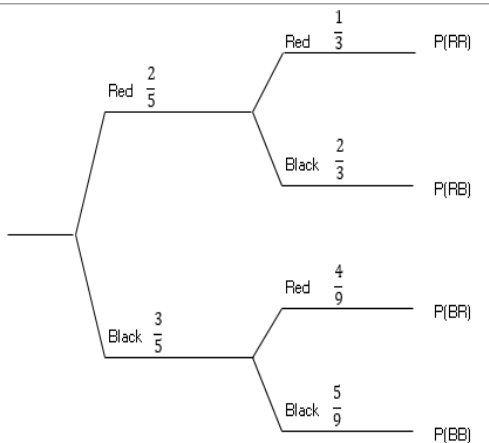 Red 1/3 P(RR)
Red 2/5
Black 2/3 P(RB)
Red 4/9 P(BR)
Black 3/5
Black 5/9 P(BB)